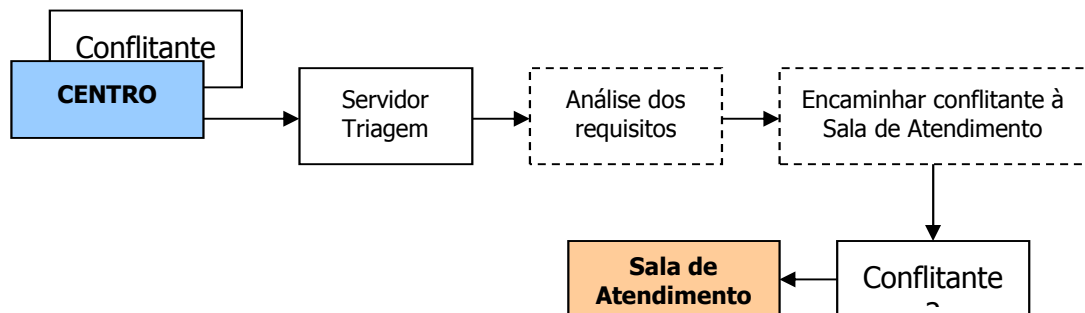 Conflitante
CENTRO
Servidor
Triagem
Análise dos
requisitos
Encaminhar conflitante à
Sala de Atendimento
Sala de
Atendimento
Conflitante